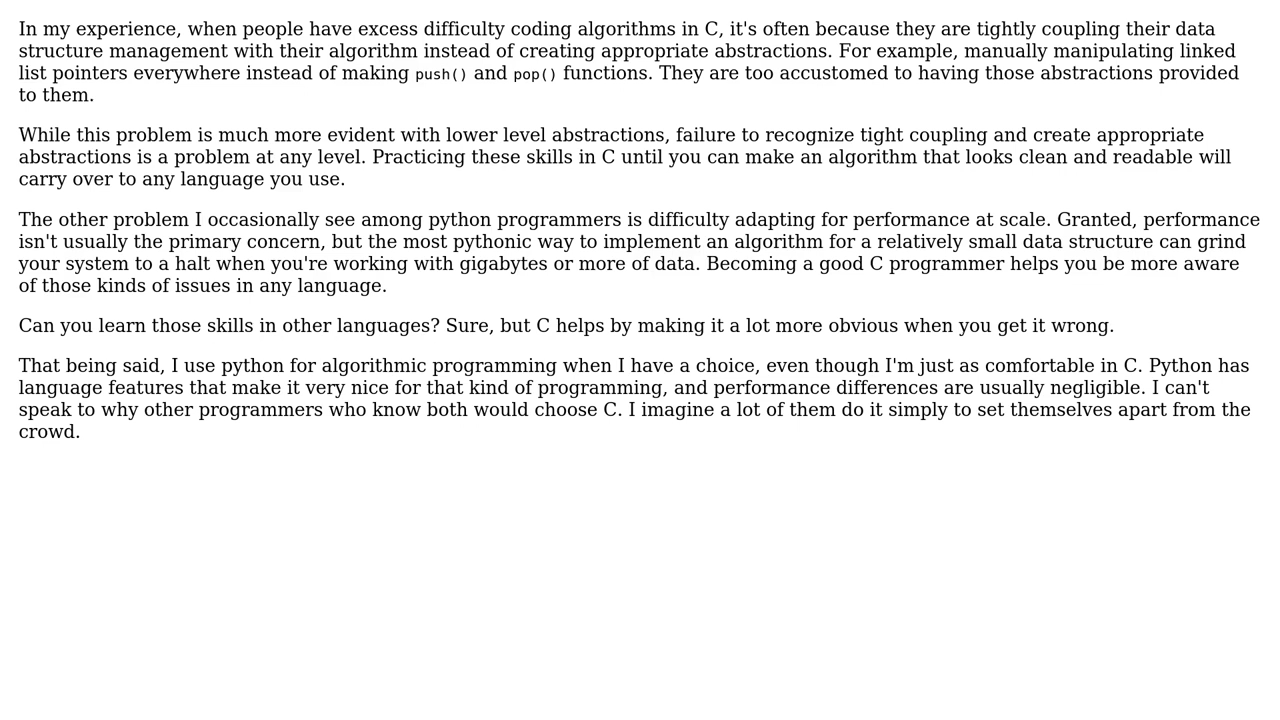 In my experience, when people have excess difficulty coding algorithms in C, it's often because they are tightly coupling their data
structure management with their algorithm instead of creating appropriate abstractions. For example, manually manipulating linked
list pointers everywhere instead of making push() and pop() functions. They are too accustomed to having those abstractions provided
to them.
While this problem is much more evident with lower level abstractions, failure to recognize tight coupling and create appropriate
abstractions is a problem at any level. Practicing these skills in C until you can make an algorithm that looks clean and readable will
carry over to any language you use.
The other problem I occasionally see among python programmers is difficulty adapting for performance at scale. Granted, performance
isn't usually the primary concern, but the most pythonic way to implement an algorithm for a relatively small data structure can grind
your system to a halt when you're working with gigabytes or more of data. Becoming a good C programmer helps you be more aware
of those kinds of issues in any language.
Can you learn those skills in other languages? Sure, but C helps by making it a lot more obvious when you get it wrong.
That being said, I use python for algorithmic programming when I have a choice, even though I'm just as comfortable in C. Python has
language features that make it very nice for that kind of programming, and performance differences are usually negligible. I can't
speak to why other programmers who know both would choose C. I imagine a lot of them do it simply to set themselves apart from the
crowd.